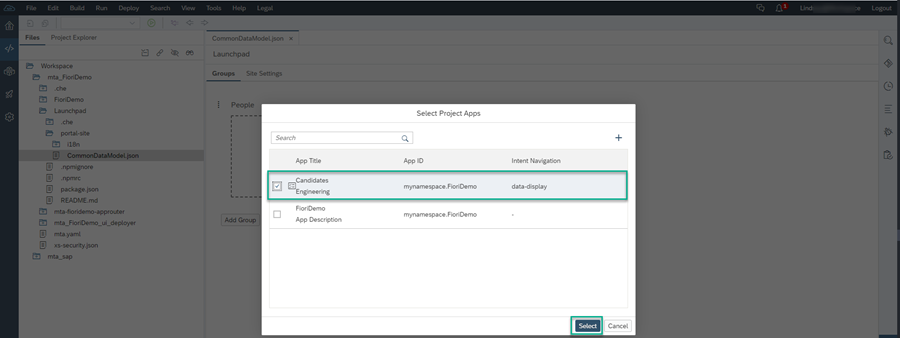 File Edit Build Run Deploy Search View Tools Help Legal
1
Lind
e
Logout
Files Project Explorer
CommonDataModel.json ×
Launchpad
Groups Site Settings
Workspace
mta_FioriDemo
.che
FioriDemo
Launchpad
.che
portal-site
i18n
CommonDataModel.json
.npmignore
.npmrc
package.json
README.md
mta-fioridemo-approuter
mta_FioriDemo_ui_deployer
mta.yaml
xs-security.json
mta_sap
People
Add Group
Select Project Apps
Search
App Title App ID Intent Navigation
Candidates
Engineering
mynamespace.FioriDemo data-display
FioriDemo
App Description
mynamespace.FioriDemo -
Select Cancel